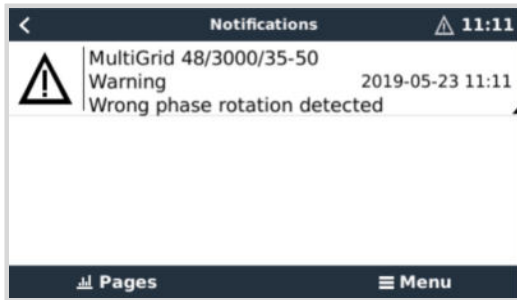 Notifications 11:11
MultiGrid 48/3000/35-50
Warning 2019-05-23 11:11
Wrong phase rotation detected
Pages Menu